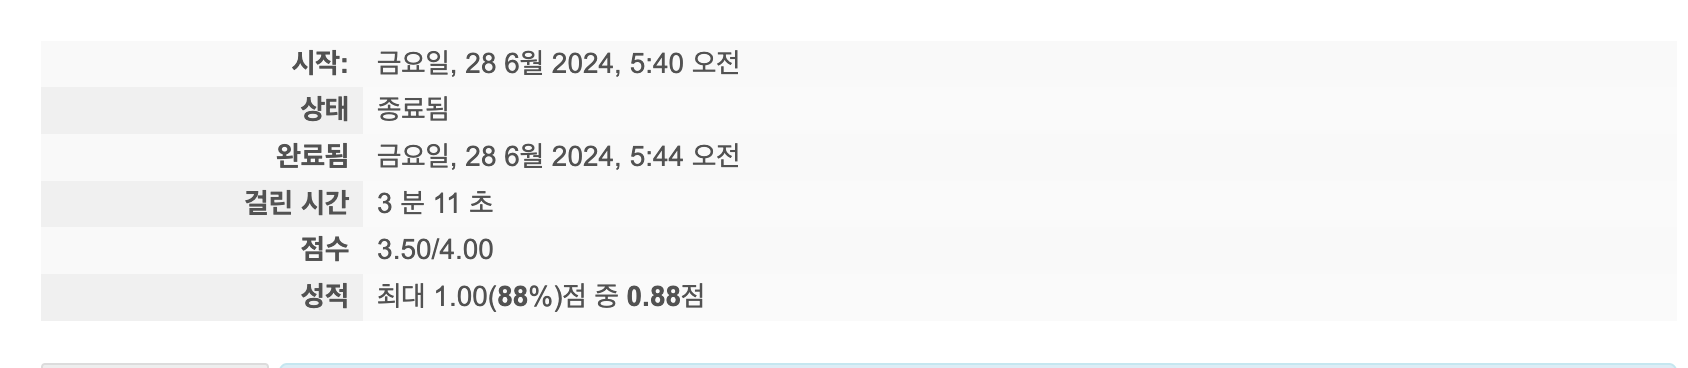 시작: 금요일, 28 6월 2024, 5:40 오전
상태 종료됨
완료됨 금요일, 28 6월 2024, 5:44 오전
걸린 시간 3 분 11 초
점수 3.50/4.00
성적 최대 1.00(88%)점 중 0.88점